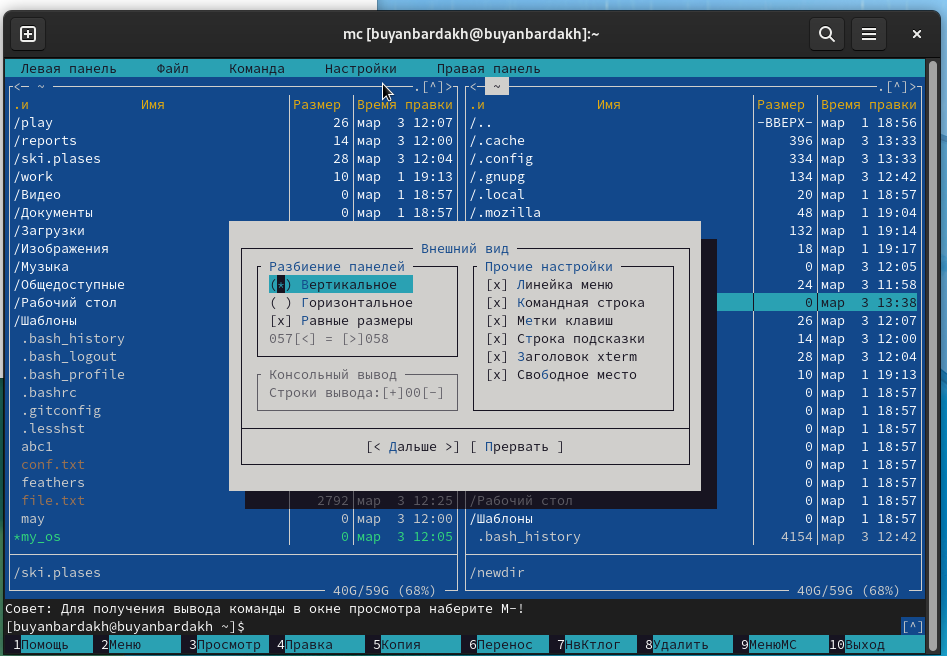 mc [buyanbardakh@buyanbardakh]:~
Левая панель Файл Команда Настройки Правая панель
<─ ~ .[^]> <─ ~ .[^]>
.и Имя Размер Время правки .и Имя Размер Время правки
/play 26 мар 3 12:07 /.. -ВВЕРХ- мар 1 18:56
/reports 14 мар 3 12:00 /.cache 396 мар 3 13:33
/ski.plases 28 мар 3 12:04 /.config 334 мар 3 13:33
/work 10 мар 1 19:13 /.gnupg 134 мар 3 12:42
/Видео 0 мар 1 18:57 /.local 20 мар 1 18:57
/Документы 0 мар 1 18:57 /.mozilla 48 мар 1 19:04
/Загрузки 132 мар 1 19:14
/Изображения Внешний вид 18 мар 1 19:17
/Музыка Разбиение панелей Прочие настройки 0 мар 3 12:05
/Общедоступные (*) Вертикальное [x] Линейка меню 24 мар 3 11:58
/Рабочий стол ( ) Горизонтальное [x] Командная строка 0 мар 3 13:38
/Шаблоны [x] Равные размеры [x] Метки клавиш 26 мар 3 12:07
.bash_history 057[<] = [>]058 [x] Строка подсказки 14 мар 3 12:00
.bash_logout [x] Заголовок xterm 28 мар 3 12:04
.bash_profile Консольный вывод [x] Свободное место 10 мар 1 19:13
.bashrc Строки вывода:[+]00[-] 0 мар 1 18:57
.gitconfig 0 мар 1 18:57
.lesshst 0 мар 1 18:57
abc1 [< Дальше >] [ Прервать ] 0 мар 1 18:57
conf.txt 0 мар 1 18:57
feathers 0 мар 1 18:57
file.txt 2792 мар 3 12:25 /Рабочий стол 0 мар 1 18:57
may 0 мар 3 12:00 /Шаблоны 0 мар 1 18:57
*my_os 0 мар 3 12:05 .bash_history 4154 мар 3 12:42
/ski.plases /newdir
40G/59G (68%) 40G/59G (68%)
Совет: Для получения вывода команды в окне просмотра наберите M-!
[buyanbardakh@buyanbardakh ~]$ [^]
1Помощь 2Меню 3Просмотр 4Правка 5Копия 6Перенос 7НвКтлог 8Удалить 9МенюМС 10Выход